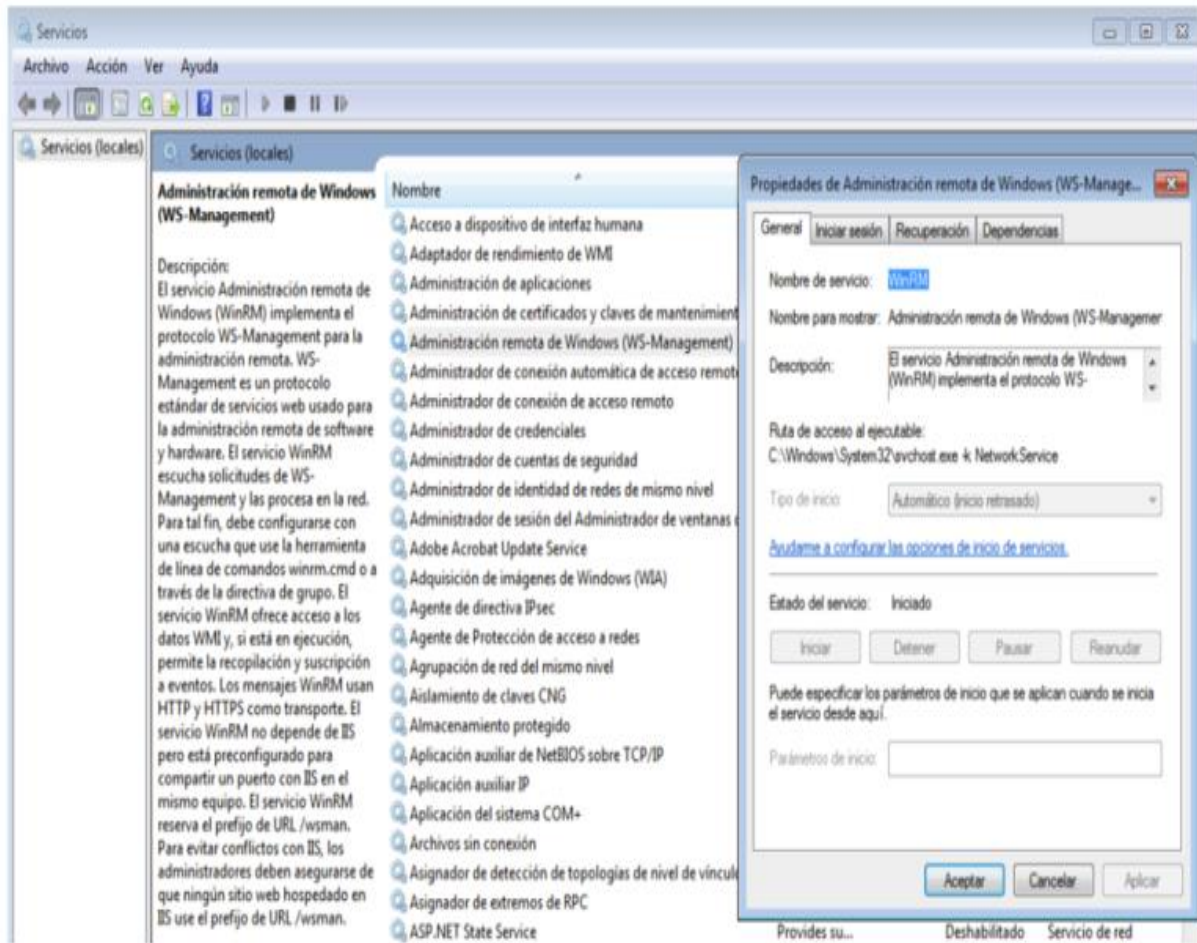 Servicios
Archivo Acción Ver Ayuda
Servicios (locales)
Servicios (locales)
Administración remota de Windows
(WS-Management)
Descripción:
El servicio Administración remota de
Windows (WinRM) implementa el
protocolo WS-Management para la
administración remota. WS-
Management es un protocolo
estándar de servicios web usado para
la administración remota de software
y hardware. El servicio WinRM
escucha solicitudes de WS-
Management y las procesa en la red.
Para tal fin, debe configurarse con
una escucha que use la herramienta
de línea de comandos winrm.cmd o a
través de la directiva de grupo. El
servicio WinRM ofrece acceso a los
datos WMI y, si está en ejecución,
permite la recopilación y suscripción
a eventos. Los mensajes WinRM usan
HTTP y HTTPS como transporte. El
servicio WinRM no depende de IIS
pero está preconfigurado para
compartir un puerto con IIS en el
mismo equipo. El servicio WinRM
reserva el prefijo de URL /wsman.
Para evitar conflictos con IIS, los
administradores deben asegurarse de
que ningún sitio web hospedado en
IIS use el prefijo de URL /wsman.
Nombre
Acceso a dispositivo de interfaz humana
Adaptador de rendimiento de WMI
Administración de aplicaciones
Administración de certificados y claves de mantenimient
Administración remota de Windows (WS-Management)
Administrador de conexión automática de acceso remot
Administrador de conexión de acceso remoto
Administrador de credenciales
Administrador de cuentas de seguridad
Administrador de identidad de redes de mismo nivel
Administrador de sesión del Administrador de ventanas
Adobe Acrobat Update Service
Adquisición de imágenes de Windows (WIA)
Agente de directiva IPsec
Agente de Protección de acceso a redes
Agrupación de red del mismo nivel
Aislamiento de claves CNG
Almacenamiento protegido
Aplicación auxiliar de NetBIOS sobre TCP/IP
Aplicación auxiliar IP
Aplicación del sistema COM+
Archivos sin conexión
Asignador de detección de topologías de nivel de víncul
Asignador de extremos de RPC
ASP.NET State Service
Provides su... Deshabilitado Servicio de red
Propiedades de Administración remota de Windows (WS-Manage...
General Iniciar sesión Recuperación Dependencias
Nombre de servicio: WinRM
Nombre para mostrar: Administración remota de Windows (WS-Managemer
Descripción: El servicio Administración remota de Windows
(WinRM) implementa el protocolo WS-
Ruta de acceso al ejecutable:
C:\Windows\System32\svchost.exe -k NetworkService
Tipo de inicio: Automático (inicio retrasado)
Ayudarme a configurar las opciones de inicio de servicios.
Estado del servicio: Iniciado
Iniciar Detener Pausar Reanudar
Puede especificar los parámetros de inicio que se aplican cuando se inicia
el servicio desde aquí.
Parámetros de inicio:
Aceptar Cancelar Aplicar